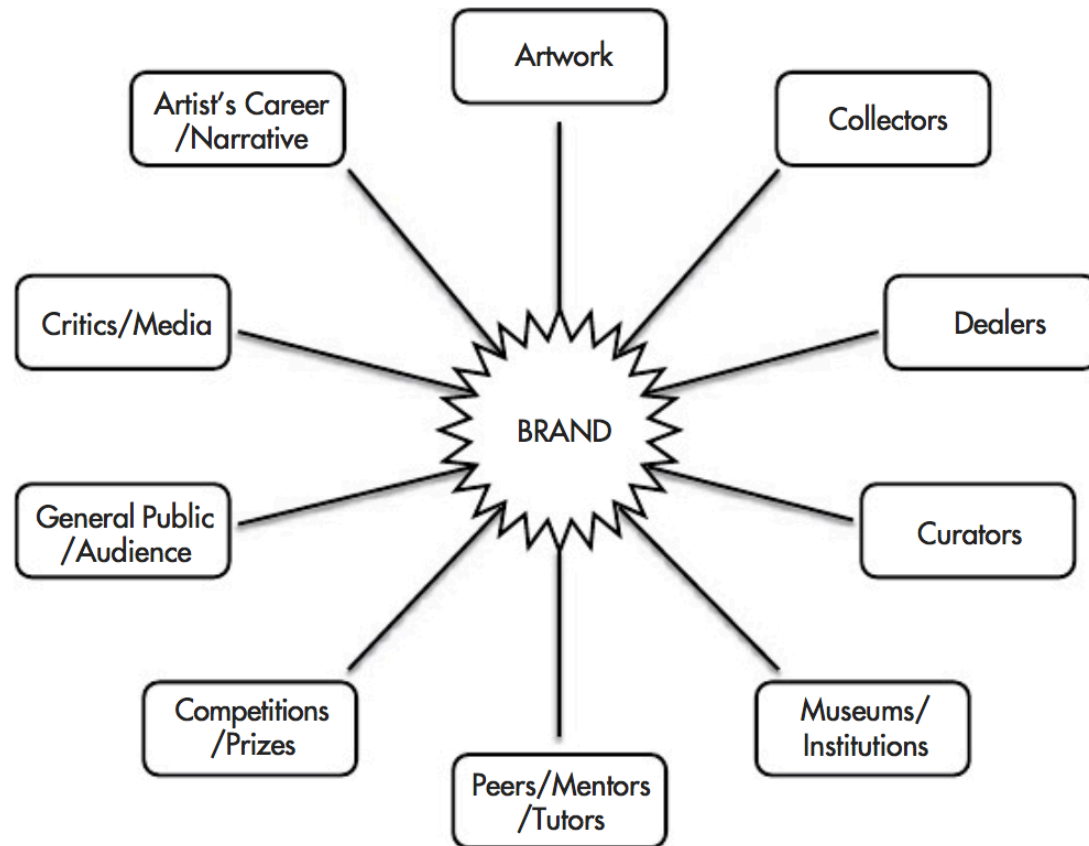 Artwork
Artist's Career
/Narrative
Collectors
Critics/Media
Dealers
BRAND
General Public
/Audience
Curators
Competitions
/Prizes
Museums/
Institutions
Peers/Mentors
/Tutors